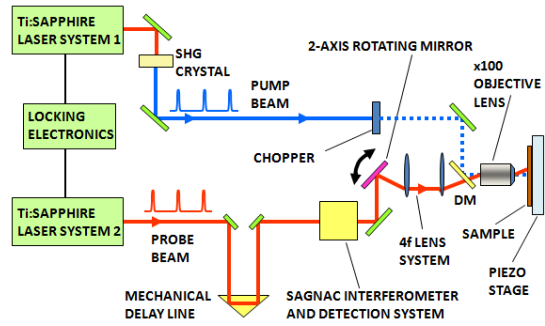 Ti:SAPPHIRE
LASER SYSTEM 1
SHG
CRYSTAL
2-AXIS ROTATING MIRROR
x100
OBJECTIVE
LENS
PUMP
BEAM
LOCKING
ELECTRONICS
CHOPPER
Ti:SAPPHIRE
LASER SYSTEM 2
PROBE
BEAM
DM
4f LENS
SYSTEM
SAMPLE
PIEZO
STAGE
MECHANICAL
DELAY LINE
SAGNAC INTERFEROMETER
AND DETECTION SYSTEM